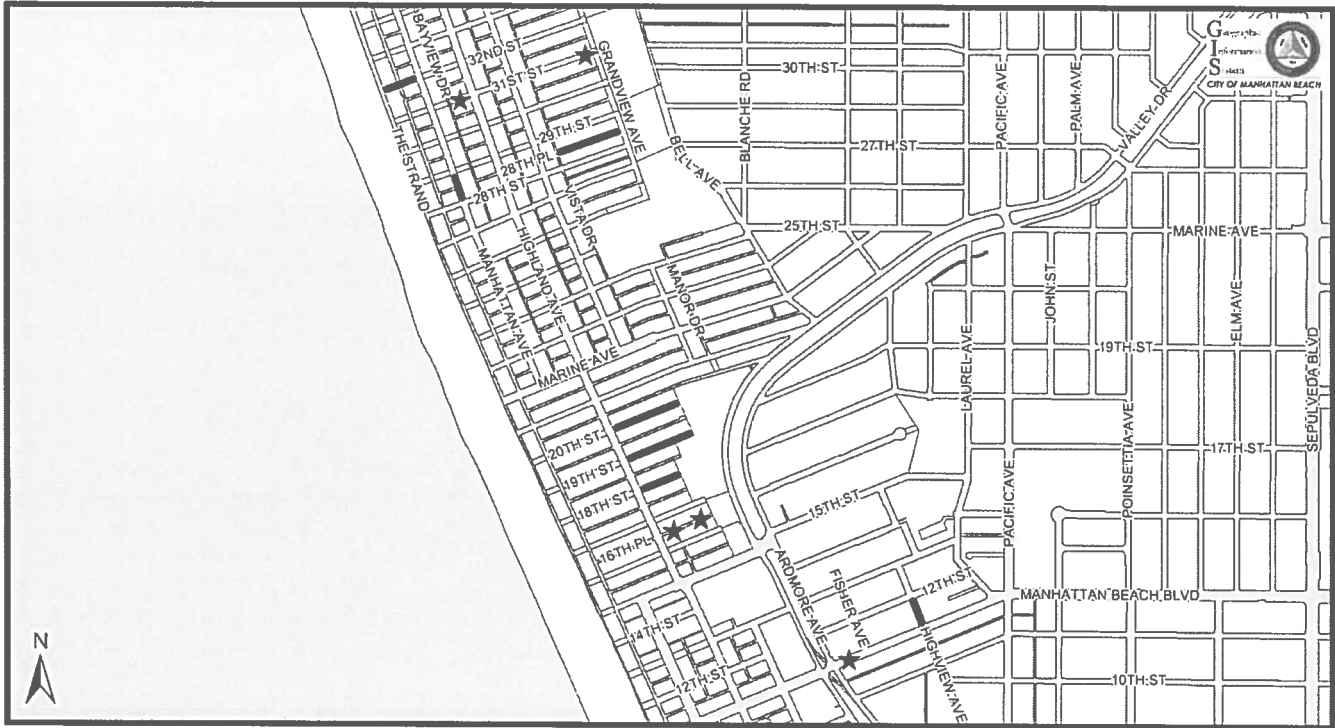 BAYVIEW DR
32ND ST
31ST ST
GRANDVIEW AVE
30TH ST
BLANCHE RD
PACIFIC AVE
PALM AVE
VALLEY DR
G
I
S
CITY OF MANHATTAN BEACH
THE STRAND
29TH ST
28TH PL
28TH ST
27TH ST
BELL AVE
VISTA DR
HIGHLAND AVE
MANHATTAN AVE
25TH ST
MARINE AVE
MANOR DR
JOHN ST
ELM AVE
MARINE AVE
19TH ST
LAUREL AVE
SEPULVEDA BLVD
POINSETTIA AVE
20TH ST
19TH ST
18TH ST
17TH ST
PACIFIC AVE
15TH ST
16TH PL
ARDMORE AVE
FISHER AVE
12TH ST
MANHATTAN BEACH BLVD
14TH ST
HIGHVIEW AVE
12TH ST
10TH ST
N